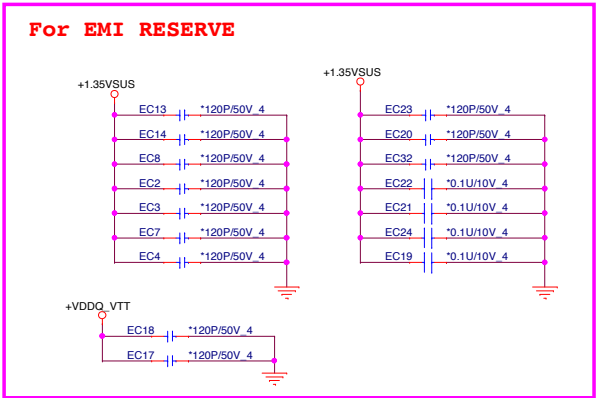 For EMI RESERVE
+1.35VSUS
EC13 *120P/50V_4
EC14 *120P/50V_4
EC8 *120P/50V_4
EC2 *120P/50V_4
EC3 *120P/50V_4
EC7 *120P/50V_4
EC4 *120P/50V_4
+1.35VSUS
EC23 *120P/50V_4
EC20 *120P/50V_4
EC32 *120P/50V_4
EC22 *0.1U/10V_4
EC21 *0.1U/10V_4
EC24 *0.1U/10V_4
EC19 *0.1U/10V_4
+VDDQ_VTT
EC18 *120P/50V_4
EC17 *120P/50V_4